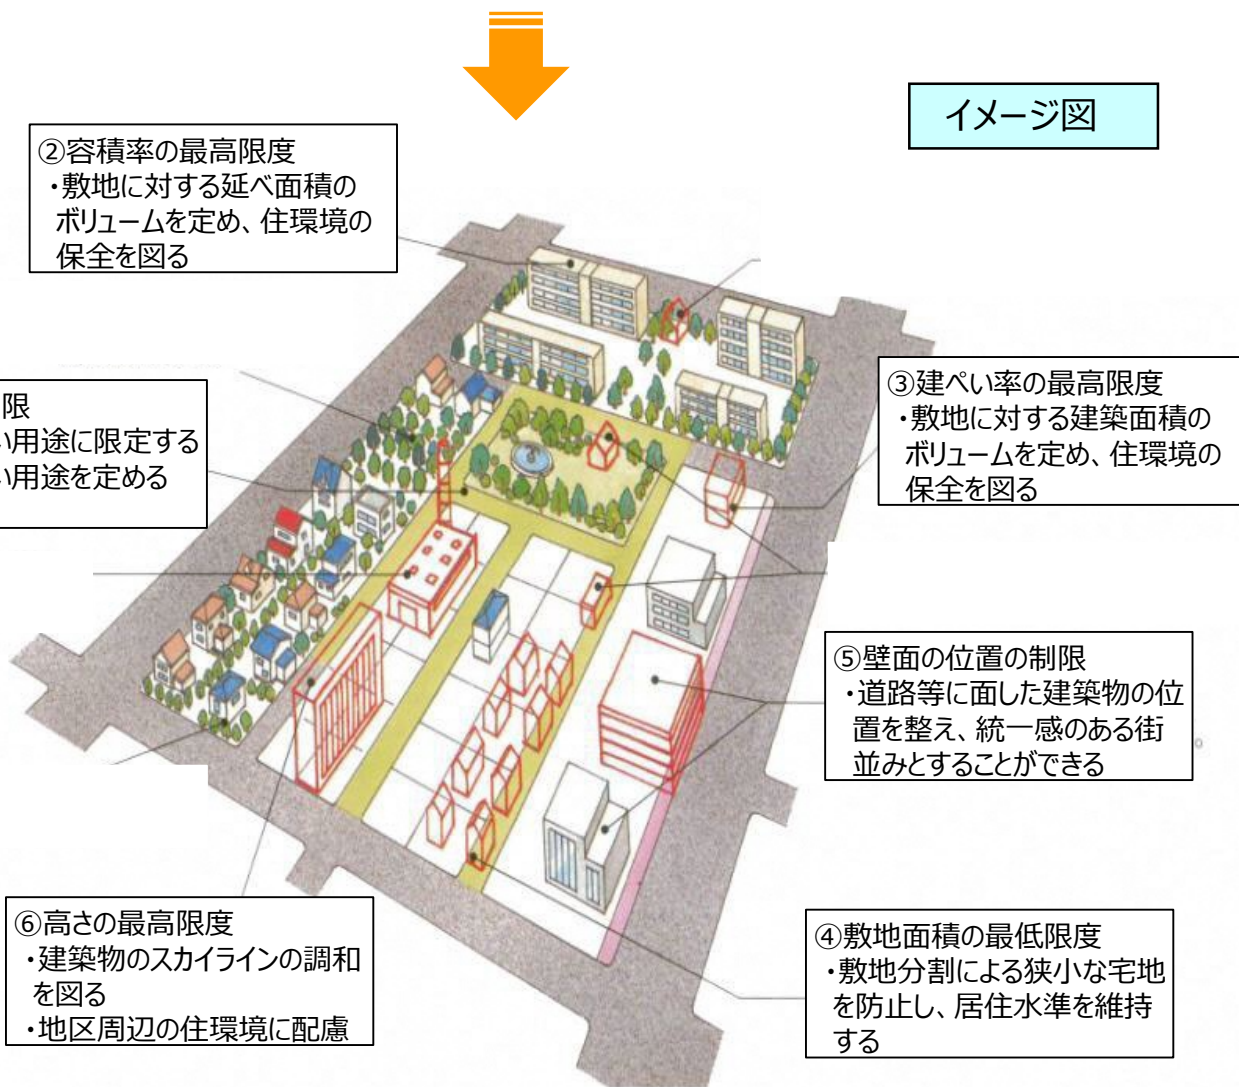 イメージ図
②容積率の最高限度
・敷地に対する延べ面積の
ボリュームを定め、住環境の
保全を図る
限
い用途に限定する
い用途を定める
③建ぺい率の最高限度
・敷地に対する建築面積の
ボリュームを定め、住環境の
保全を図る
⑤壁面の位置の制限
・道路等に面した建築物の位
置を整え、統一感のある街
並みとすることができる
。
⑥高さの最高限度
・建築物のスカイラインの調和
を図る
・地区周辺の住環境に配慮
④敷地面積の最低限度
・敷地分割による狭小な宅地
を防止し、居住水準を維持
する